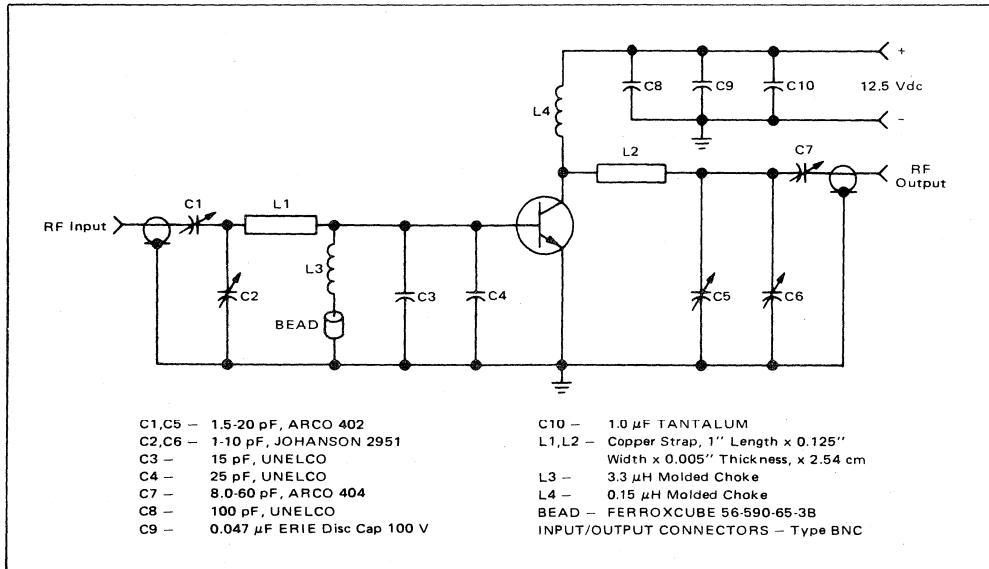 +
C8
C9
C10
12.5 Vdc
−
L4
C7
L2
RF
Output
C1
L1
RF Input
L3
C2
C3
C4
C5
C6
BEAD
C1,C5 – 1.5-20 pF, ARCO 402
C2,C6 – 1-10 pF, JOHANSON 2951
C3 – 15 pF, UNELCO
C4 – 25 pF, UNELCO
C7 – 8.0-60 pF, ARCO 404
C8 – 100 pF, UNELCO
C9 – 0.047 μF ERIE Disc Cap 100 V
C10 – 1.0 μF TANTALUM
L1,L2 – Copper Strap, 1'' Length x 0.125''
Width x 0.005'' Thickness, x 2.54 cm
L3 – 3.3 μH Molded Choke
L4 – 0.15 μH Molded Choke
BEAD – FERROXCUBE 56-590-65-3B
INPUT/OUTPUT CONNECTORS – Type BNC